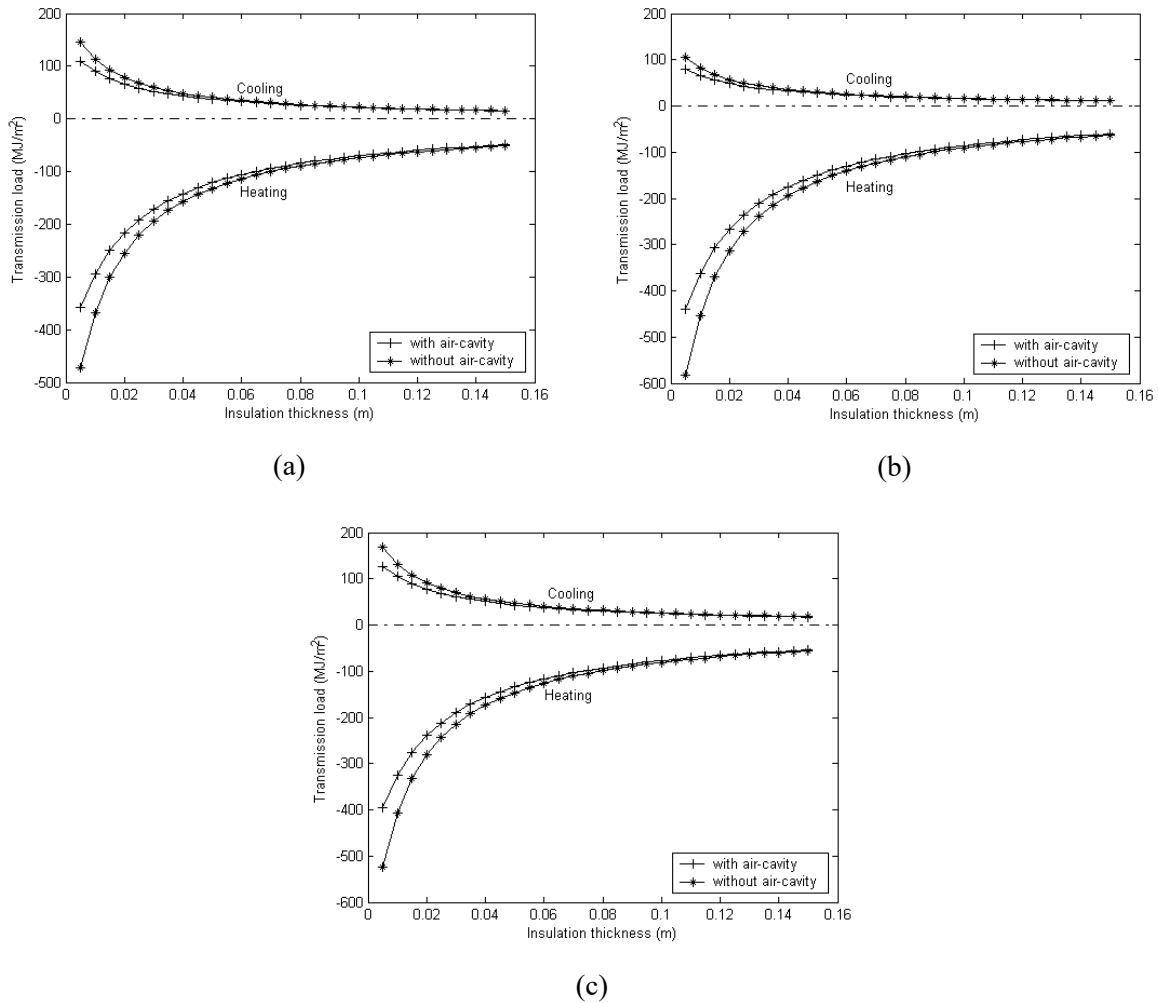 200
100
0
-100
-200
-300
-400
-500
Transmission load (MJ/m²)
Cooling
Heating
with air-cavity
without air-cavity
0 0.02 0.04 0.06 0.08 0.1 0.12 0.14 0.16
Insulation thickness (m)
(a)
200
100
0
-100
-200
-300
-400
-500
-600
Transmission load (MJ/m²)
Cooling
Heating
with air-cavity
without air-cavity
0 0.02 0.04 0.06 0.08 0.1 0.12 0.14 0.16
Insulation thickness (m)
(b)
200
100
0
-100
-200
-300
-400
-500
-600
Transmission load (MJ/m²)
Cooling
Heating
with air-cavity
without air-cavity
0 0.02 0.04 0.06 0.08 0.1 0.12 0.14 0.16
Insulation thickness (m)
(c)